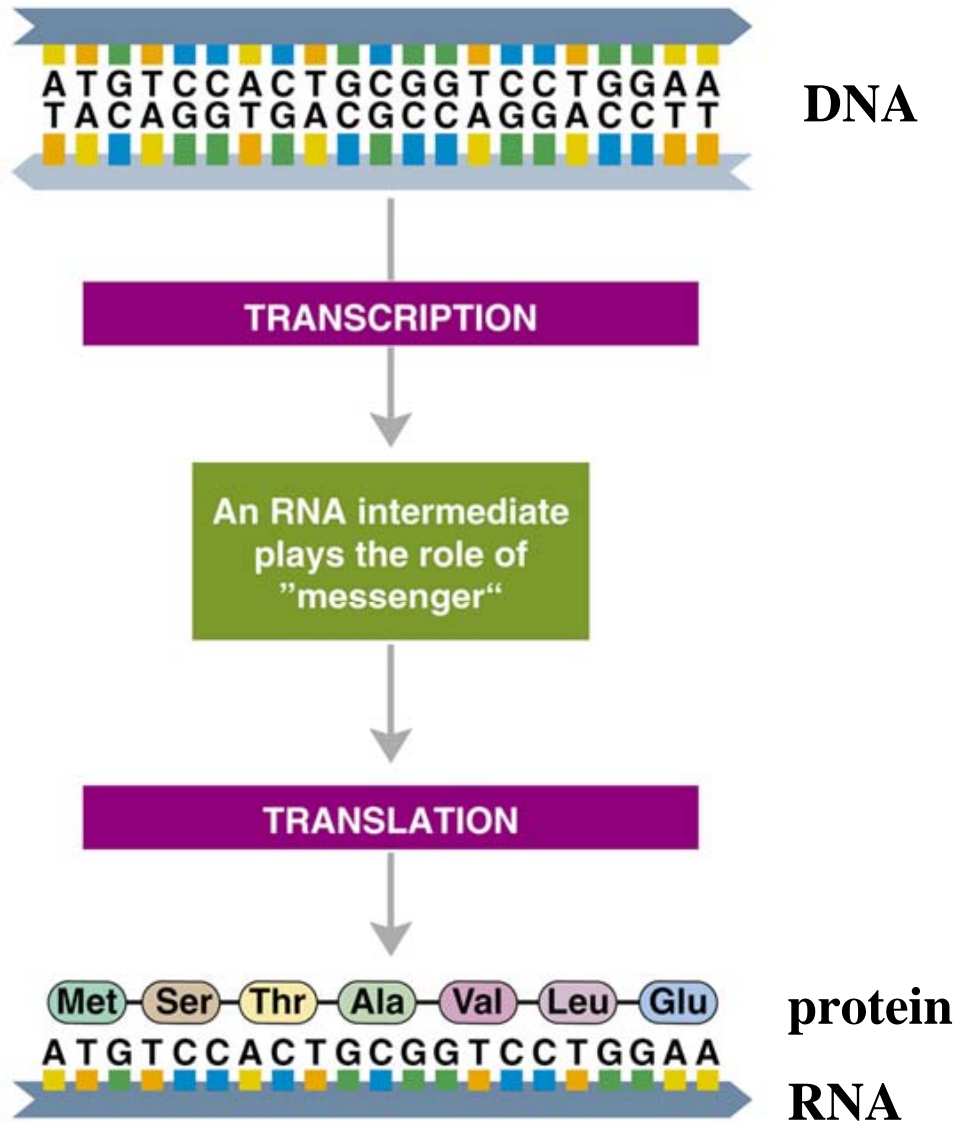 ATGTCCACTGCGGTCCTGGAA
TACAGGTGACGCCAGGACCTT
DNA
TRANSCRIPTION
An RNA intermediate
plays the role of
”messenger“
TRANSLATION
Met Ser Thr Ala Val Leu Glu
protein
ATGTCCACTGCGGTCCTGGAA
RNA